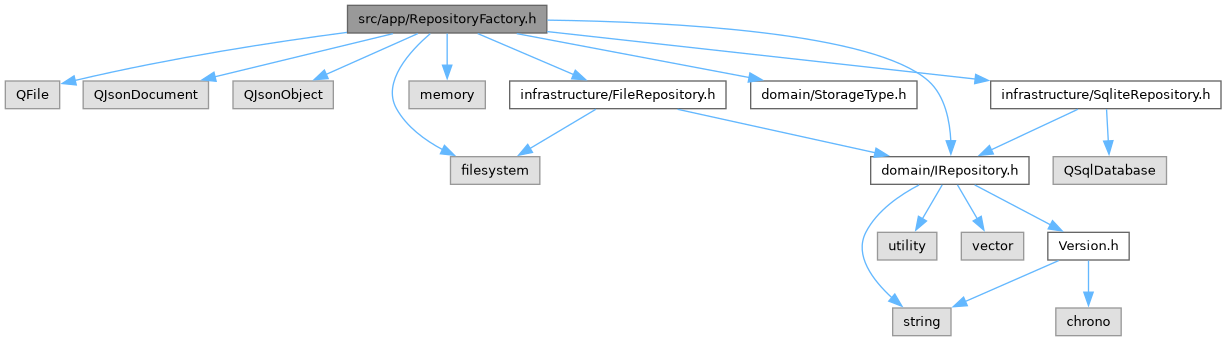 src/app/RepositoryFactory.h
QFile
QJsonDocument
QJsonObject
memory
infrastructure/FileRepository.h
domain/StorageType.h
infrastructure/SqliteRepository.h
filesystem
domain/IRepository.h
QSqlDatabase
utility
vector
Version.h
string
chrono